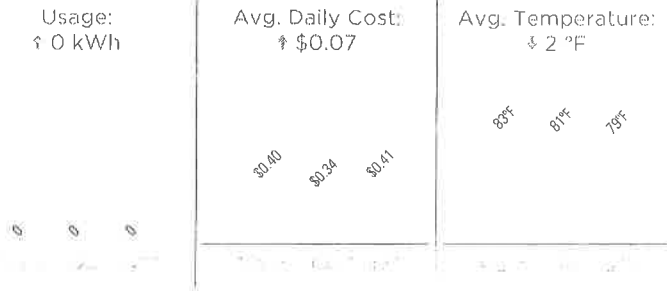 Usage:
↑ 0 kWh
0 0 0
Avg. Daily Cost:
↑ $0.07
$0.40 $0.34 $0.41
Avg. Temperature:
↓ 2 °F
83°F 81°F 79°F